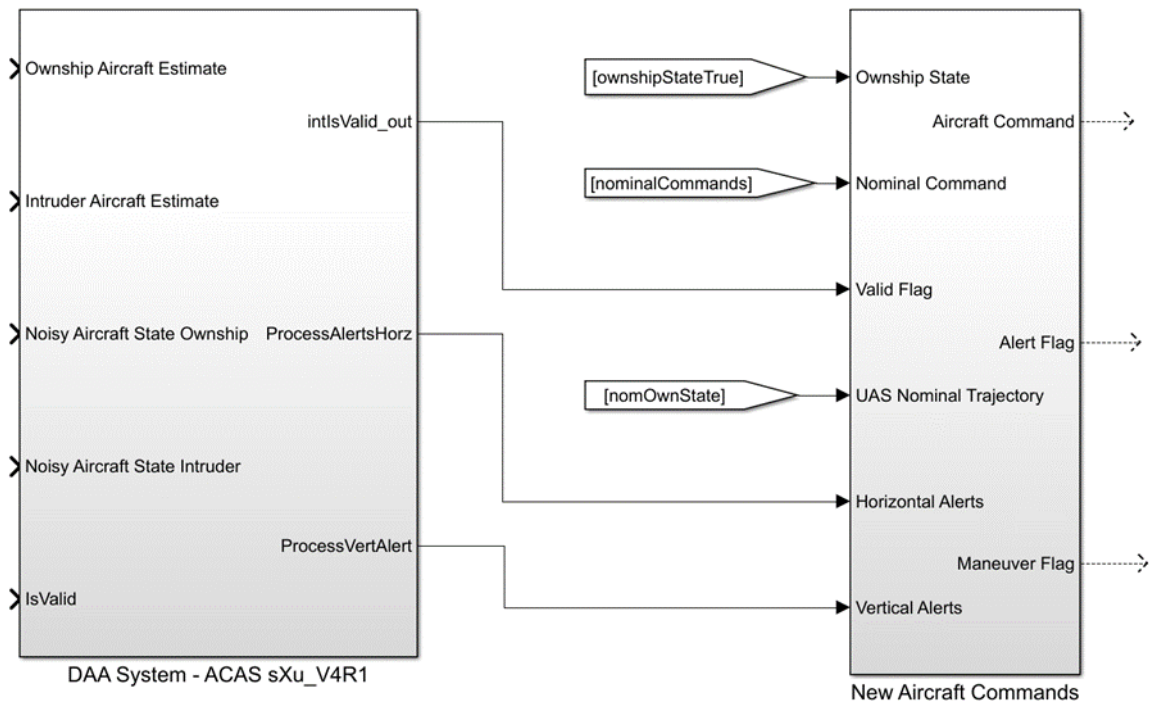 Ownship Aircraft Estimate
intIsValid_out
Intruder Aircraft Estimate
Noisy Aircraft State Ownship
ProcessAlertsHorz
Noisy Aircraft State Intruder
ProcessVertAlert
IsValid
DAA System - ACAS sXu_V4R1
[ownshipStateTrue]
[nominalCommands]
[nomOwnState]
Ownship State
Aircraft Command
Nominal Command
Valid Flag
Alert Flag
UAS Nominal Trajectory
Horizontal Alerts
Maneuver Flag
Vertical Alerts
New Aircraft Commands